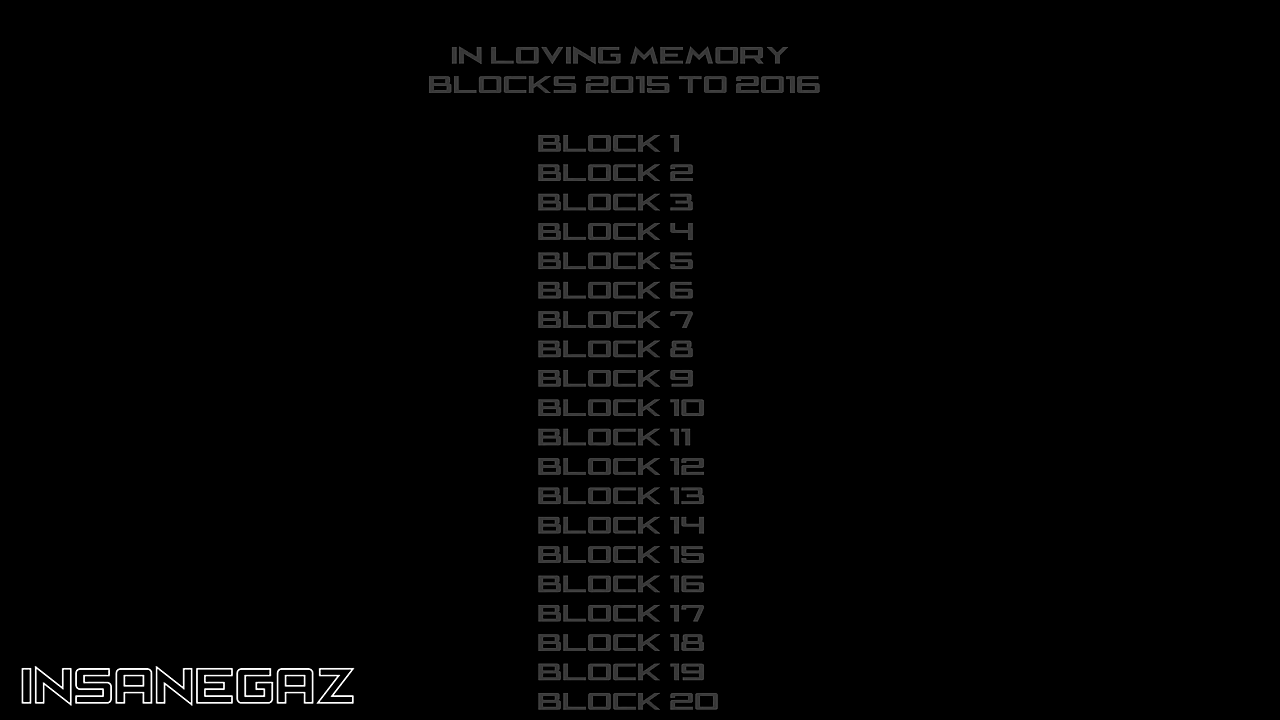 IN LOVING MEMORY
BLOCKS 2015 TO 2016
BLOCK 1
BLOCK 2
BLOCK 3
BLOCK 4
BLOCK 5
BLOCK 6
BLOCK 7
BLOCK 8
BLOCK 9
BLOCK 10
BLOCK 11
BLOCK 12
BLOCK 13
BLOCK 14
BLOCK 15
BLOCK 16
BLOCK 17
BLOCK 18
BLOCK 19
BLOCK 20
INSANEGAZ